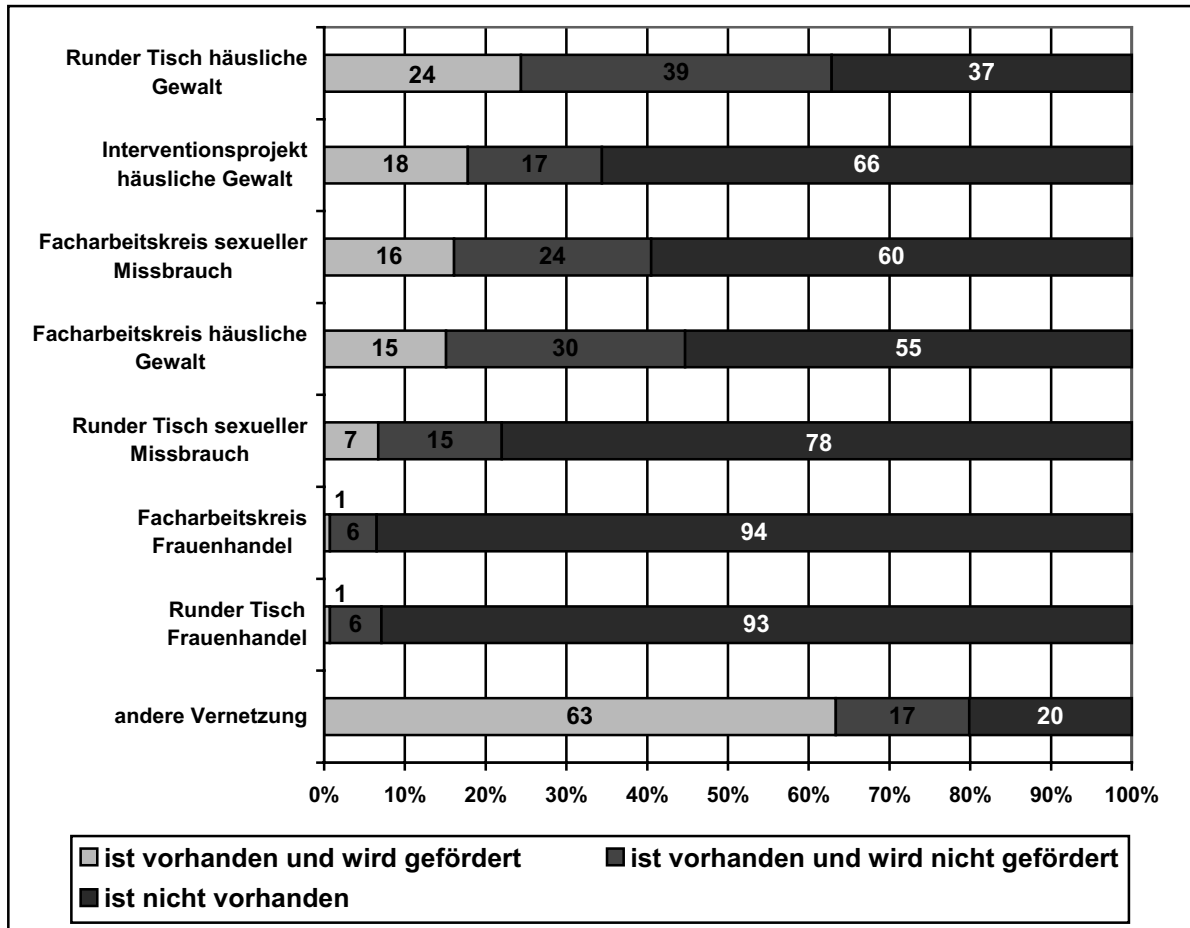 Runder Tisch häusliche
Gewalt
24 39 37
Interventionsprojekt
häusliche Gewalt
18 17 66
Facharbeitskreis sexueller
Missbrauch
16 24 60
Facharbeitskreis häusliche
Gewalt
15 30 55
Runder Tisch sexueller
Missbrauch
7 15 78
Facharbeitskreis
Frauenhandel
1
6 94
Runder Tisch
Frauenhandel
1
6 93
andere Vernetzung
63 17 20
0% 10% 20% 30% 40% 50% 60% 70% 80% 90% 100%
ist vorhanden und wird gefördert
ist vorhanden und wird nicht gefördert
ist nicht vorhanden